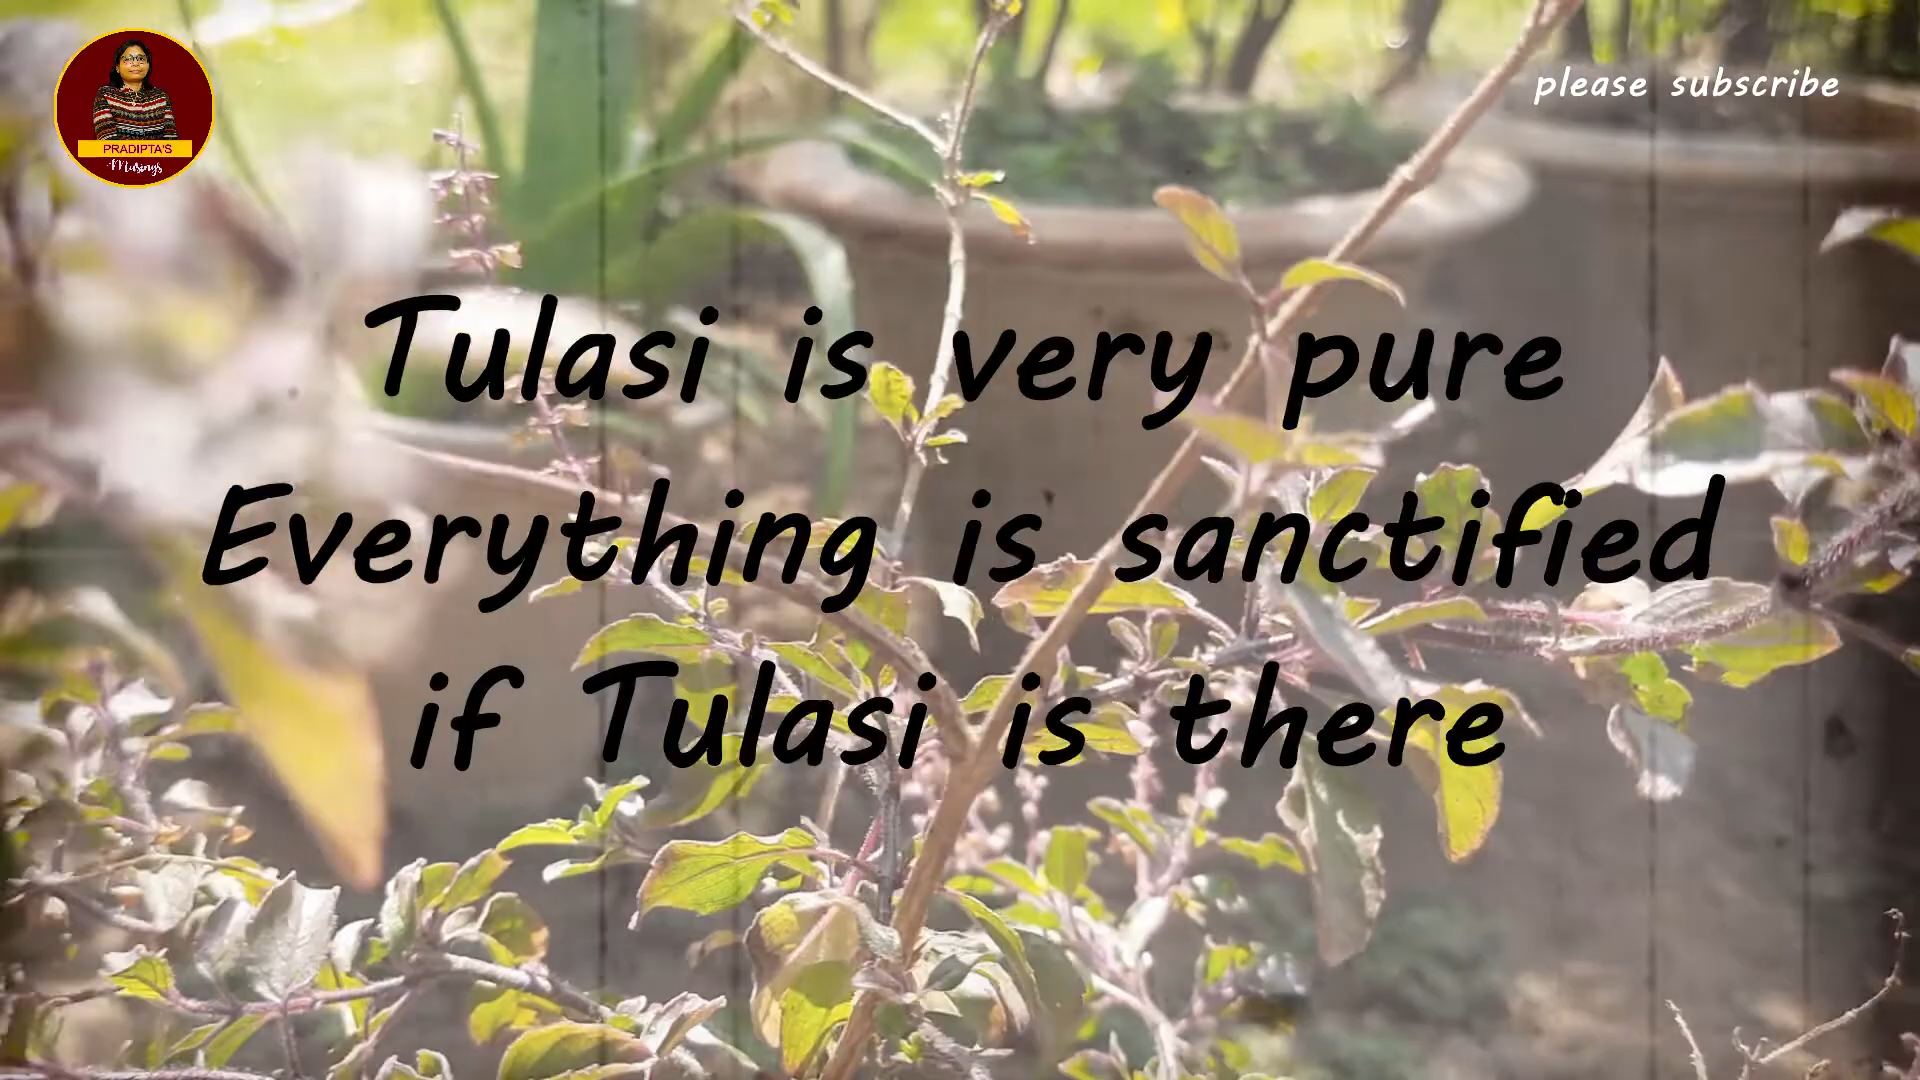 PRADIPTA'S
Musings
please subscribe
Tulasi is very pure
Everything is sanctified
if Tulasi is there